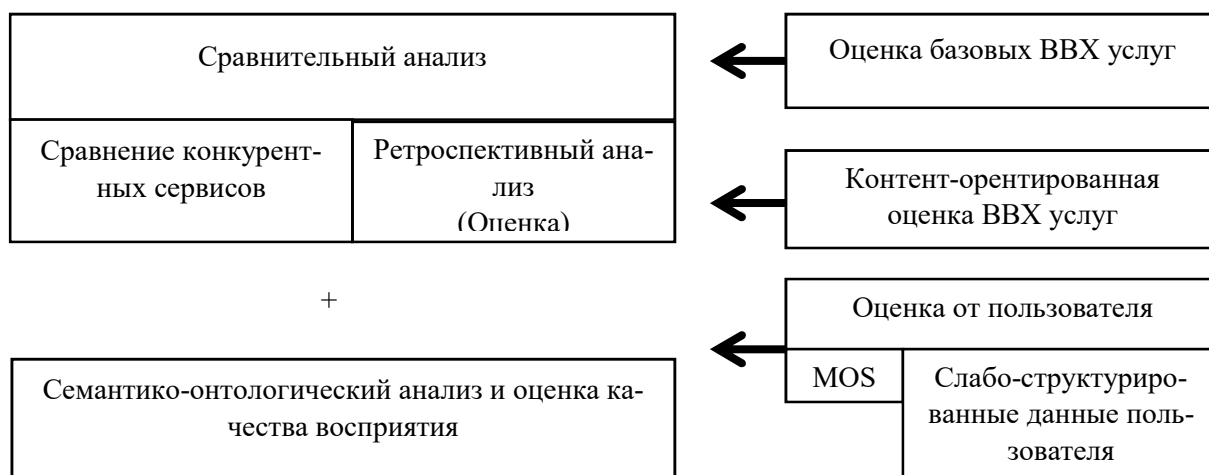 Сравнительный анализ
Сравнение конкурент-
ных сервисов
Ретроспективный ана-
лиз
(Оценка)
+
Семантико-онтологический анализ и оценка ка-
чества восприятия
Оценка базовых ВВХ услуг
Контент-орентированная
оценка ВВХ услуг
Оценка от пользователя
MOS
Слабо-структуриро-
ванные данные поль-
зователя